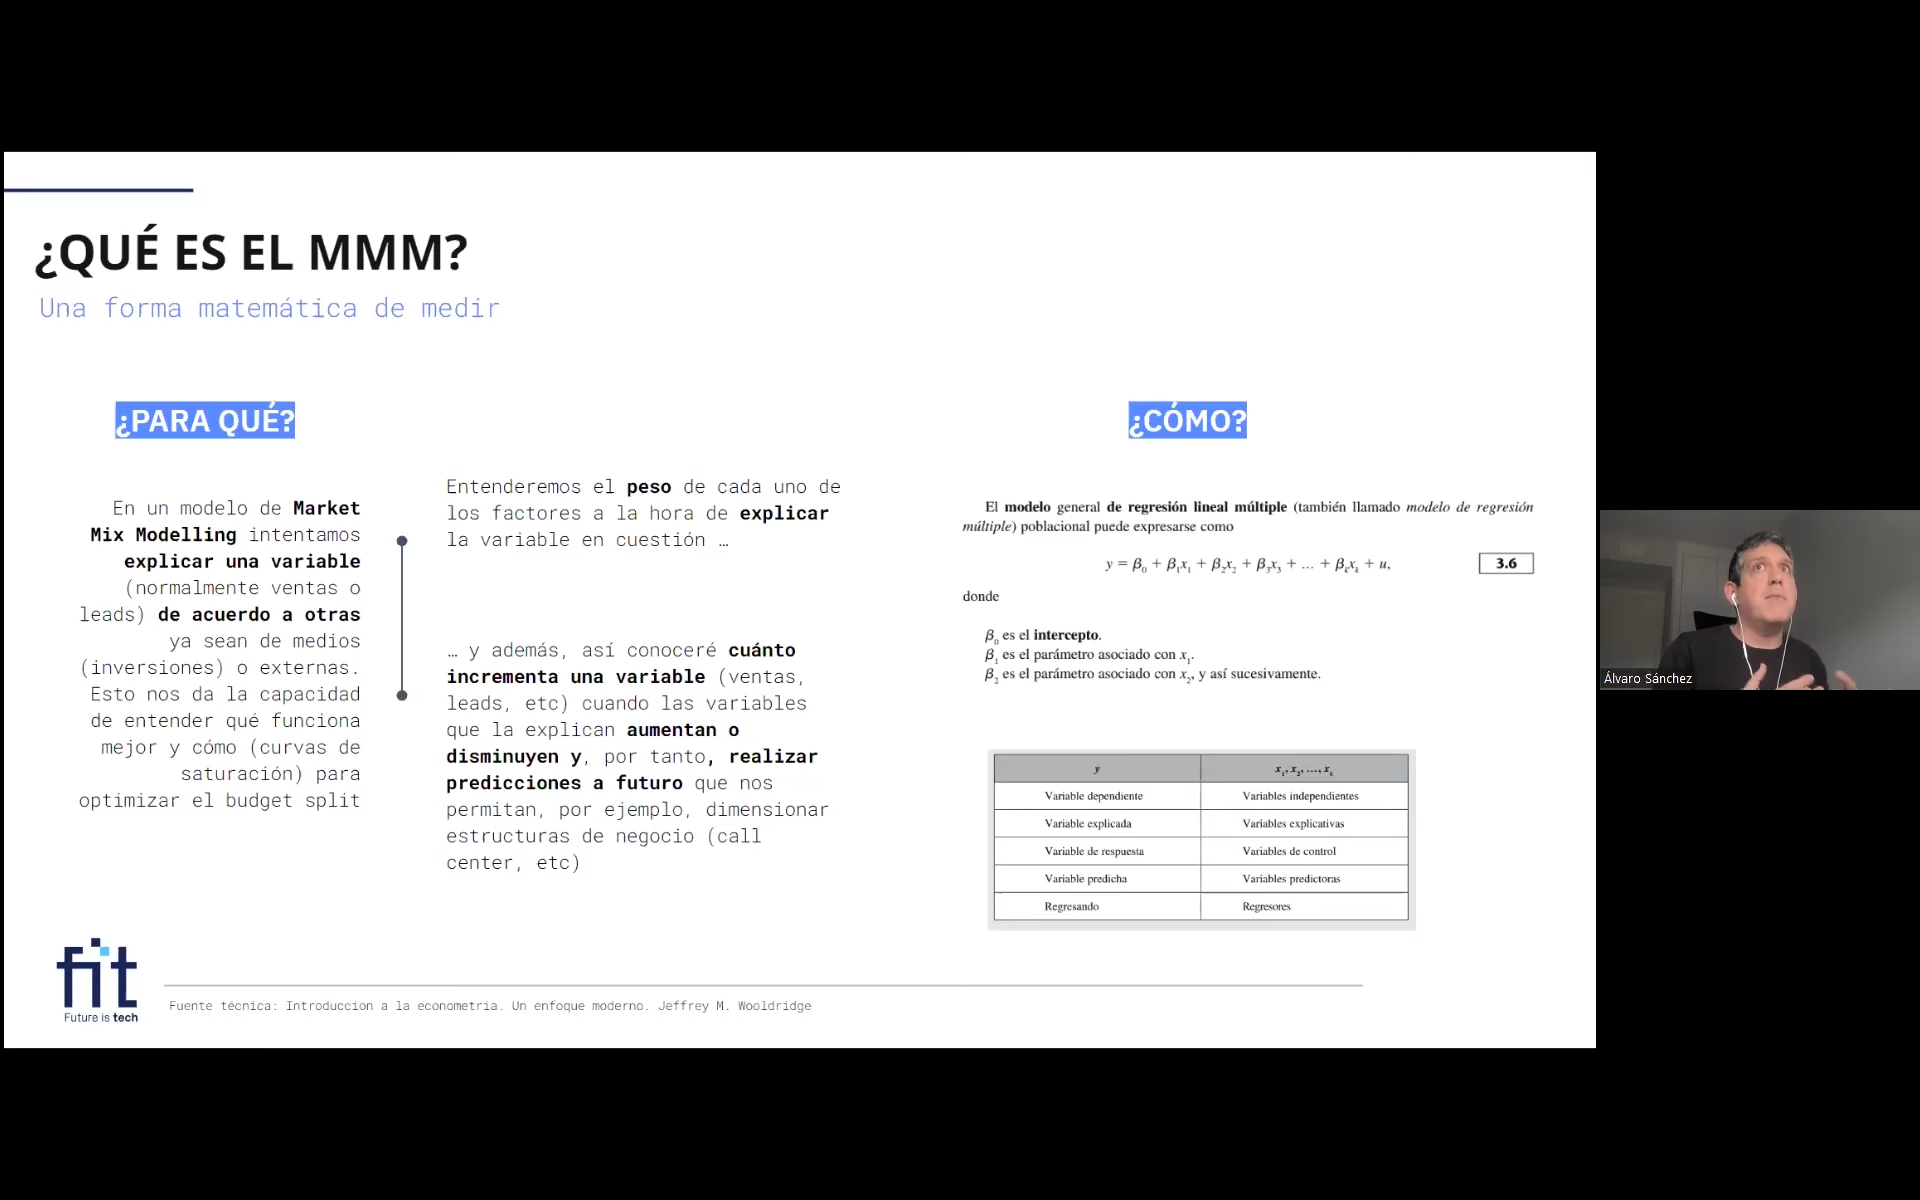 ¿QUÉ ES EL MMM?
Una forma matemática de medir
¿PARA QUÉ?
En un modelo de Market
Mix Modelling intentamos
explicar una variable
(normalmente ventas o
leads) de acuerdo a otras
ya sean de medios
(inversiones) o externas.
Esto nos da la capacidad
de entender qué funciona
mejor y cómo (curvas de
saturación) para
optimizar el budget split
Entenderemos el peso de cada uno de
los factores a la hora de explicar
la variable en cuestión …
… y además, así conoceré cuánto
incrementa una variable (ventas,
leads, etc) cuando las variables
que la explican aumentan o
disminuyen y, por tanto, realizar
predicciones a futuro que nos
permitan, por ejemplo, dimensionar
estructuras de negocio (call
center, etc)
¿CÓMO?
El modelo general de regresión lineal múltiple (también llamado modelo de regresión
múltiple) poblacional puede expresarse como
y = β₀ + β₁x₁ + β₂x₂ + β₃x₃ + ... + βₖxₖ + u, 3.6
donde
β₀ es el intercepto.
β₁ es el parámetro asociado con x₁.
β₂ es el parámetro asociado con x₂, y así sucesivamente.
y x₁, x₂, ..., xₖ
Variable dependiente Variables independientes
Variable explicada Variables explicativas
Variable de respuesta Variables de control
Variable predicha Variables predictoras
Regresando Regresores
fit
Future is tech
Fuente técnica: Introduccion a la econometria. Un enfoque moderno. Jeffrey M. Wooldridge
Álvaro Sánchez